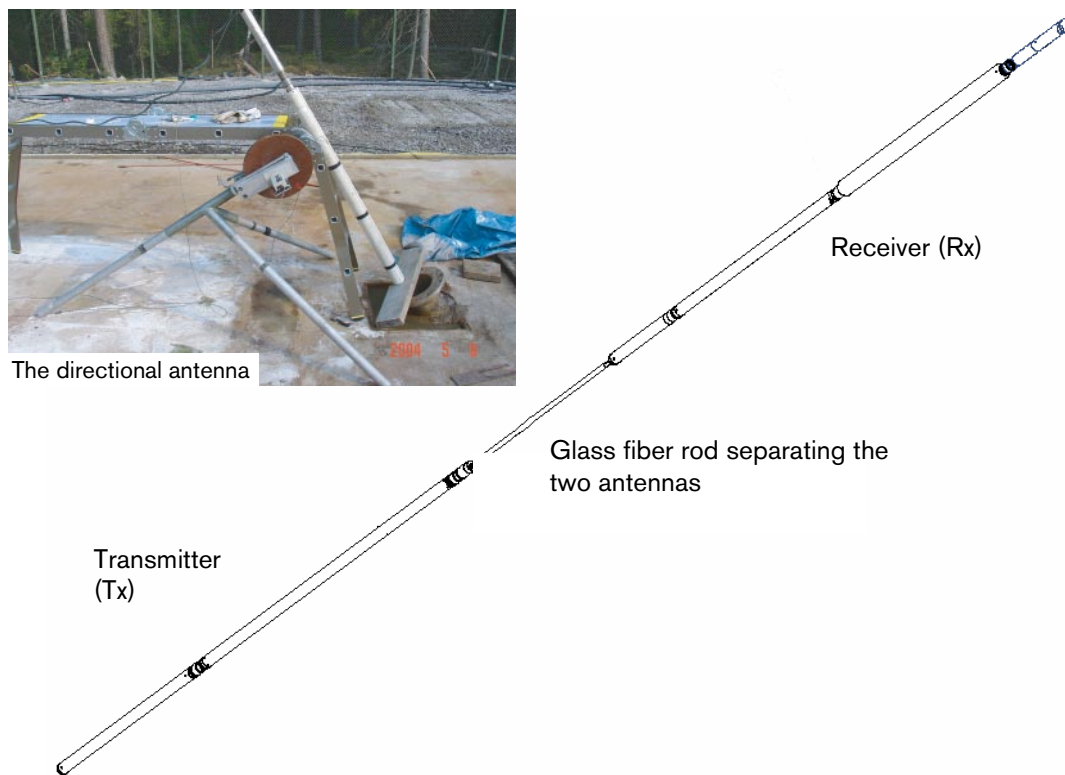 2004 5 6
The directional antenna
Receiver (Rx)
Glass fiber rod separating the
two antennas
Transmitter
(Tx)